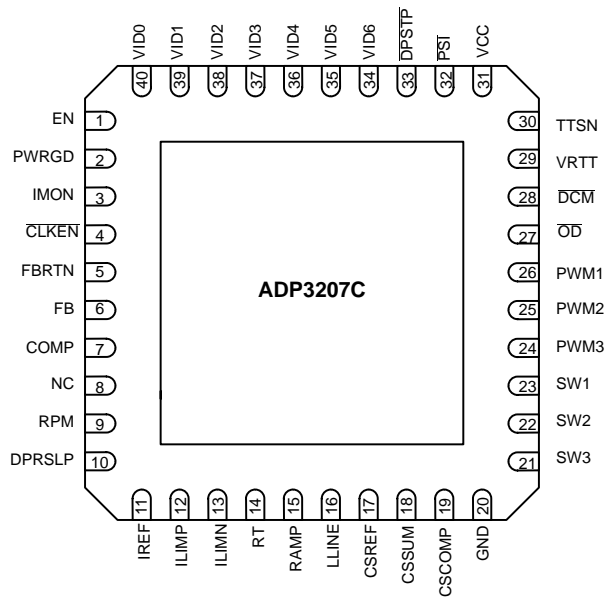 VID0 VID1 VID2 VID3 VID4 VID5 VID6 DPSTP PSI VCC
40 39 38 37 36 35 34 33 32 31
EN 1
PWRGD 2
IMON 3
CLKEN 4
FBRTN 5
FB 6
COMP 7
NC 8
RPM 9
DPRSLP 10
ADP3207C
30 TTSN
29 VRTT
28 DCM
27 OD
26 PWM1
25 PWM2
24 PWM3
23 SW1
22 SW2
21 SW3
11 12 13 14 15 16 17 18 19 20
IREF ILIMP ILIMN RT RAMP LLINE CSREF CSSUM CSCOMP GND